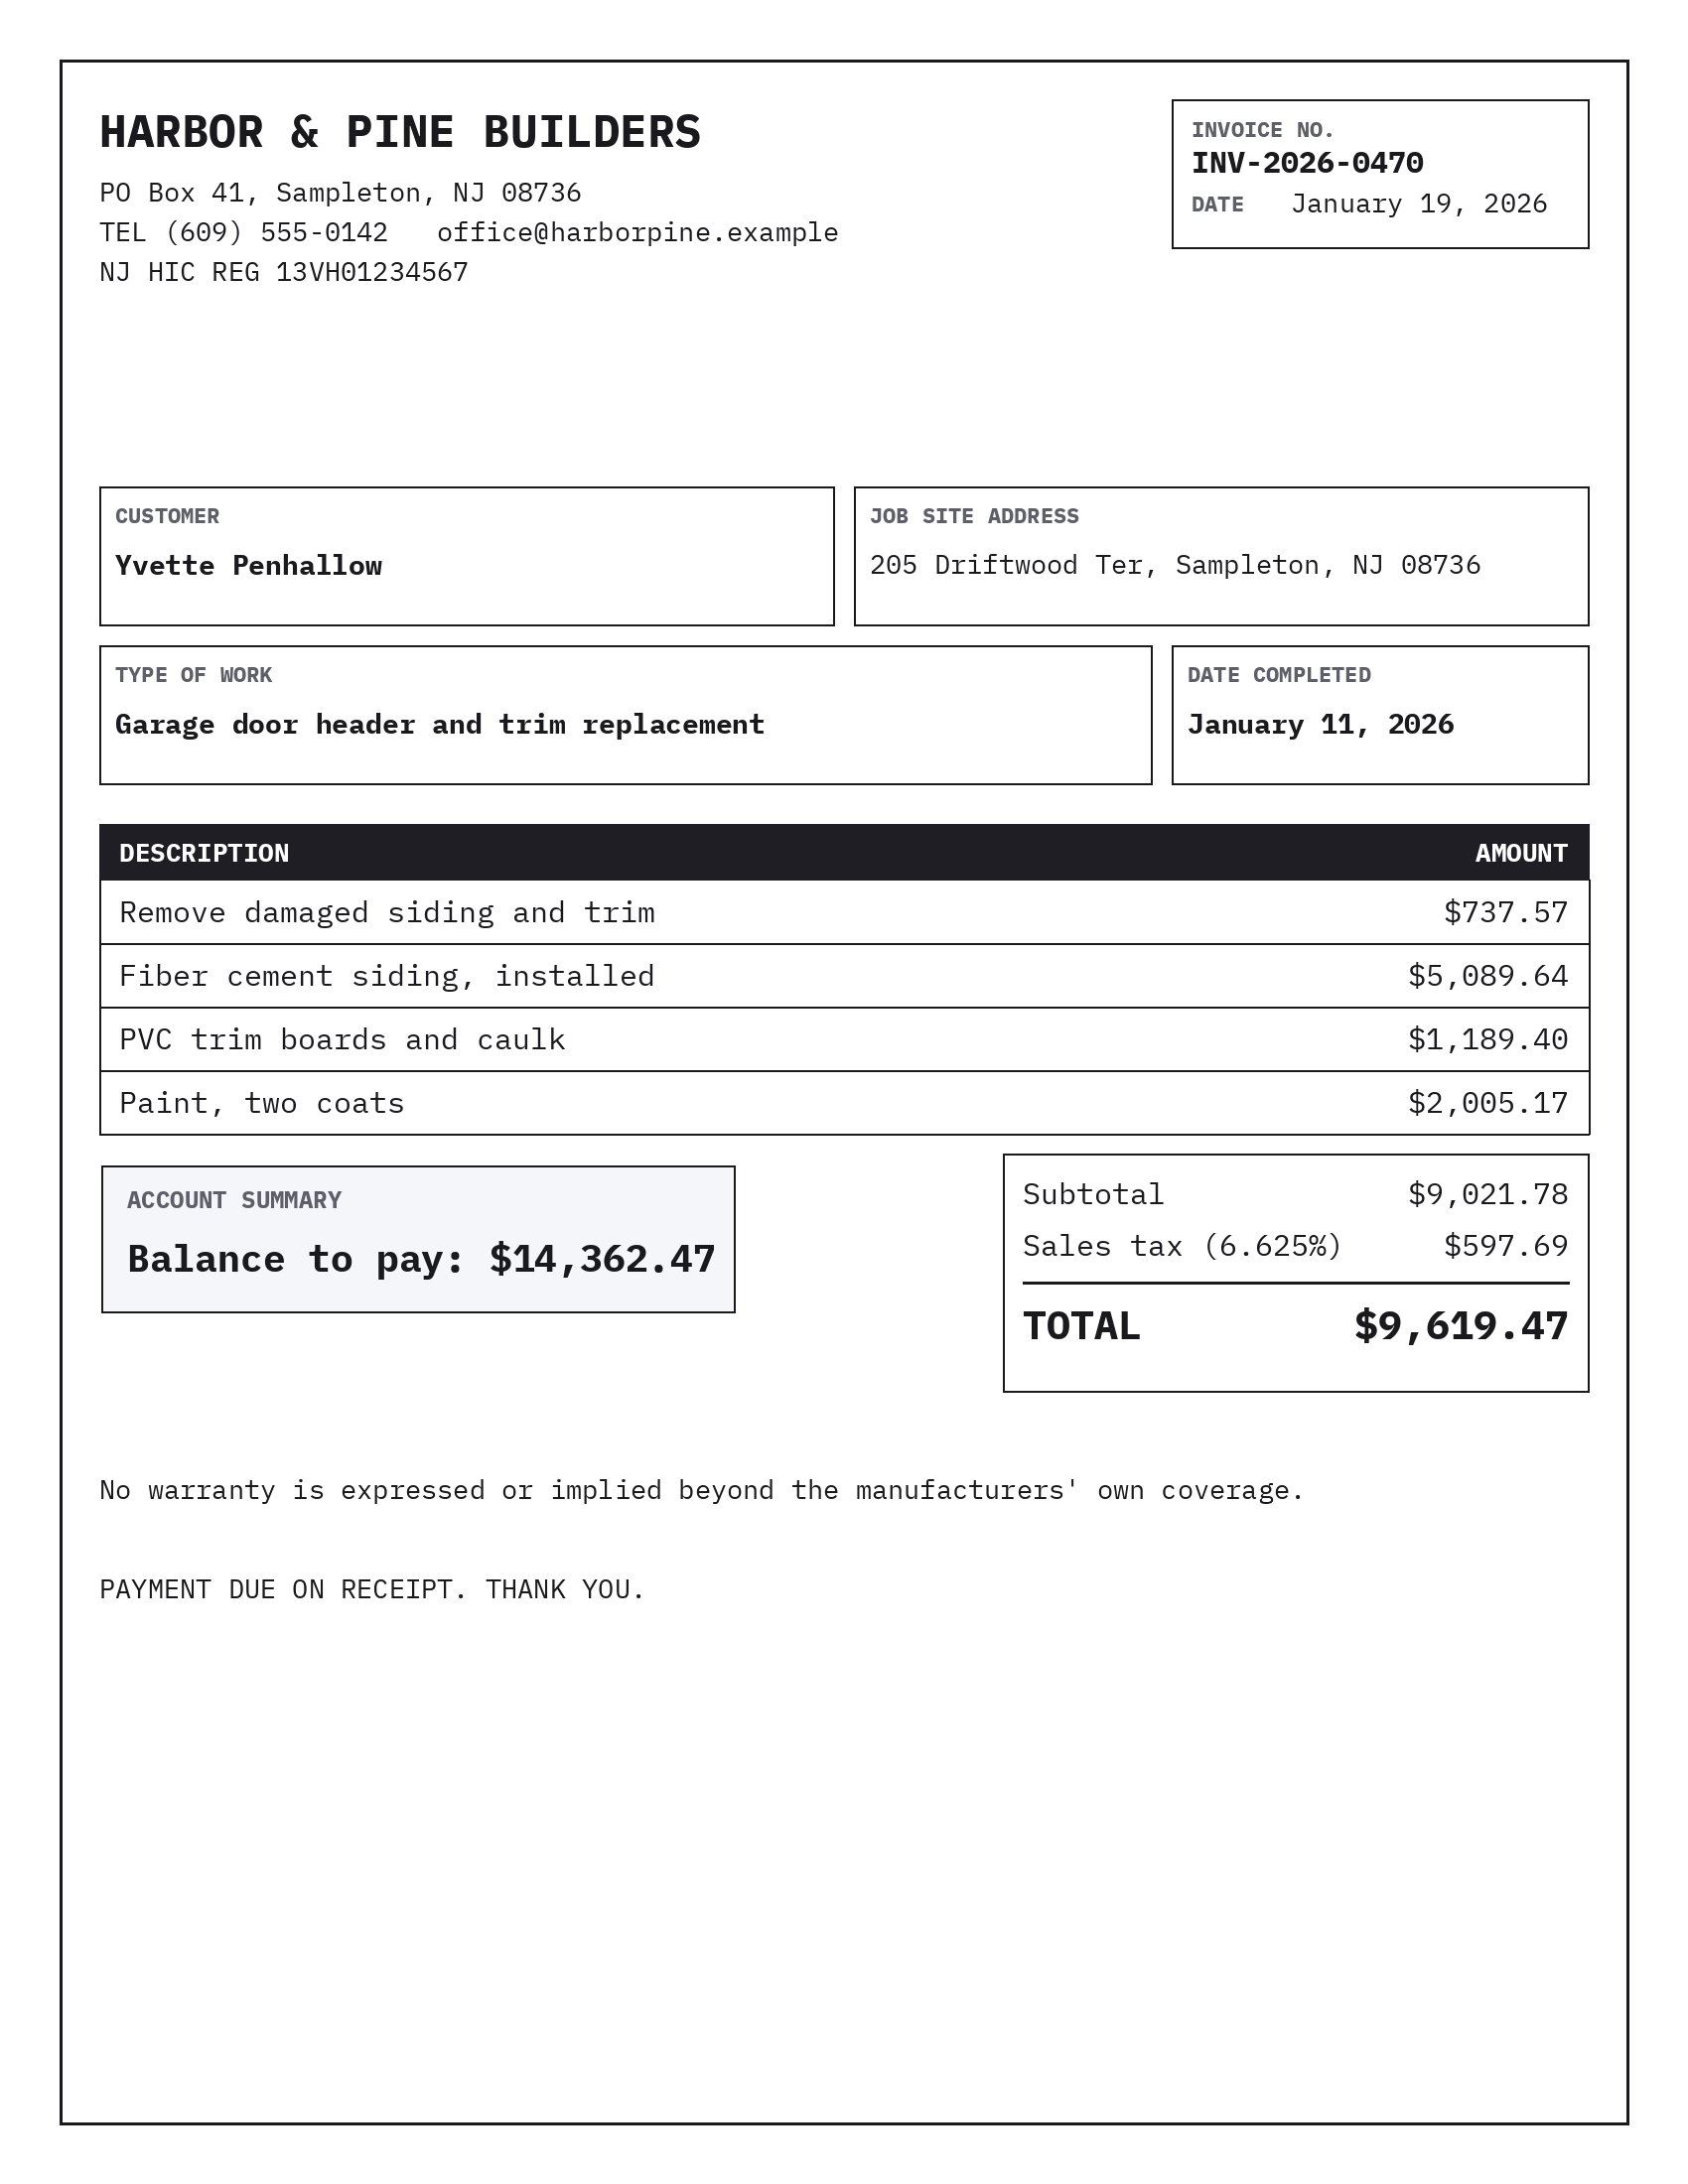 HARBOR & PINE BUILDERS
PO Box 41, Sampleton, NJ 08736
TEL (609) 555-0142 office@harborpine.example
NJ HIC REG 13VH01234567
INVOICE NO.
INV-2026-0470
DATE January 19, 2026
CUSTOMER
Yvette Penhallow
JOB SITE ADDRESS
205 Driftwood Ter, Sampleton, NJ 08736
TYPE OF WORK
Garage door header and trim replacement
DATE COMPLETED
January 11, 2026
DESCRIPTION AMOUNT
Remove damaged siding and trim $737.57
Fiber cement siding, installed $5,089.64
PVC trim boards and caulk $1,189.40
Paint, two coats $2,005.17
ACCOUNT SUMMARY
Balance to pay: $14,362.47
Subtotal $9,021.78
Sales tax (6.625%) $597.69
TOTAL $9,619.47
No warranty is expressed or implied beyond the manufacturers' own coverage.
PAYMENT DUE ON RECEIPT. THANK YOU.